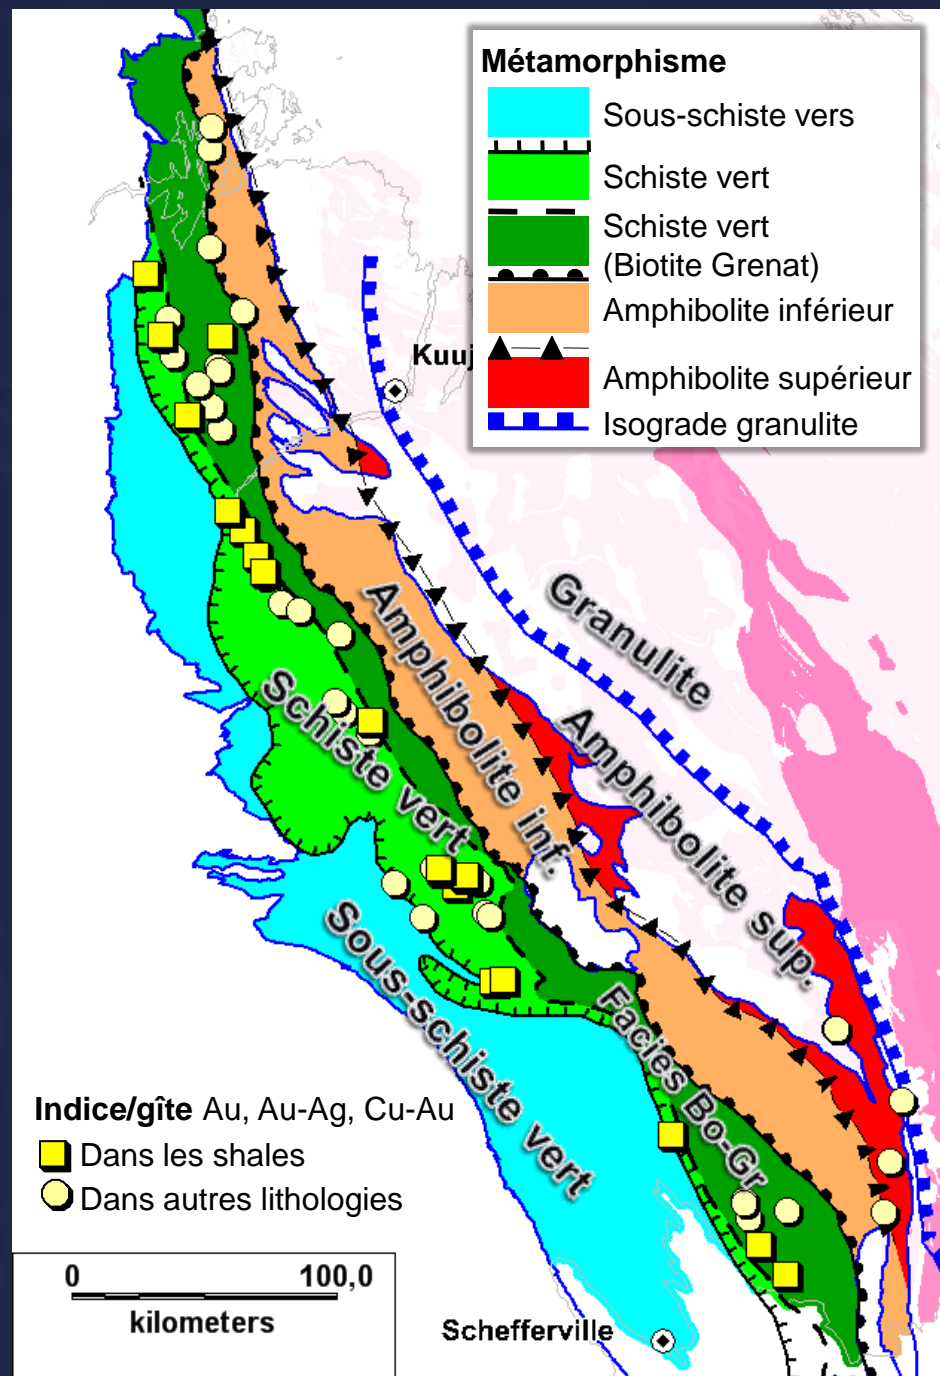 Métamorphisme
Sous-schiste vers
Schiste vert
Schiste vert
(Biotite Grenat)
Amphibolite inférieur
Amphibolite supérieur
Isograde granulite
Kuuj
Granulite
Amphibolite inf.
Schiste vert
Amphibolite sup.
Sous-schiste vert
Faciès Bo-Gr
Indice/gîte Au, Au-Ag, Cu-Au
Dans les shales
Dans autres lithologies
0 100,0
kilometers
Schefferville